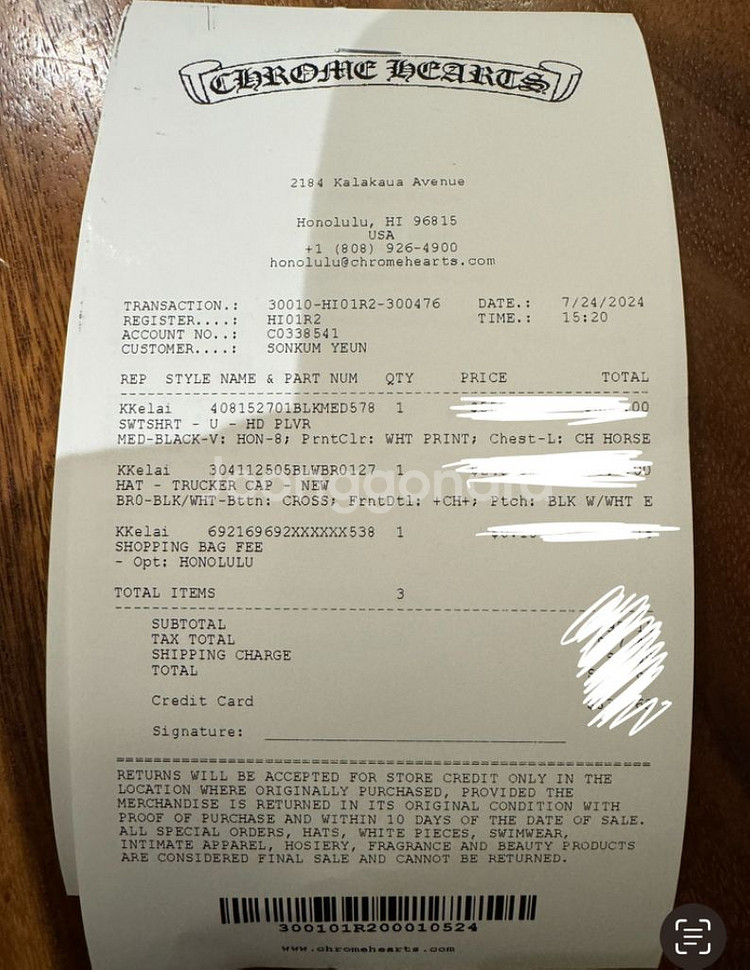 CHROME HEARTS
2184 Kalakaua Avenue
Honolulu, HI 96815
USA
+1 (808) 926-4900
honolulu@chromehearts.com
TRANSACTION.: 30010-HI01R2-300476 DATE.: 7/24/2024
REGISTER....: HI01R2 TIME.: 15:20
ACCOUNT NO..: C0338541
CUSTOMER....: SONKUM YEUN
REP STYLE NAME & PART NUM QTY PRICE TOTAL
KKelai 408152701BLKMED578 1 .00
SWTSHRT - U - HD PLVR
MED-BLACK-V: HON-8; PrntClr: WHT PRINT; Chest-L: CH HORSE
KKelai 304112505BLWBR0127 1
HAT - TRUCKER CAP - NEW
BR0-BLK/WHT-Bttn: CROSS; FrntDtl: +CH+; Ptch: BLK W/WHT E
KKelai 692169692XXXXXX538 1
SHOPPING BAG FEE
- Opt: HONOLULU
TOTAL ITEMS 3
SUBTOTAL
TAX TOTAL
SHIPPING CHARGE
TOTAL
Credit Card
Signature:
RETURNS WILL BE ACCEPTED FOR STORE CREDIT ONLY IN THE
LOCATION WHERE ORIGINALLY PURCHASED, PROVIDED THE
MERCHANDISE IS RETURNED IN ITS ORIGINAL CONDITION WITH
PROOF OF PURCHASE AND WITHIN 10 DAYS OF THE DATE OF SALE.
ALL SPECIAL ORDERS, HATS, WHITE PIECES, SWIMWEAR,
INTIMATE APPAREL, HOSIERY, FRAGRANCE AND BEAUTY PRODUCTS
ARE CONSIDERED FINAL SALE AND CANNOT BE RETURNED.
300101R200010524
www.chromehearts.com